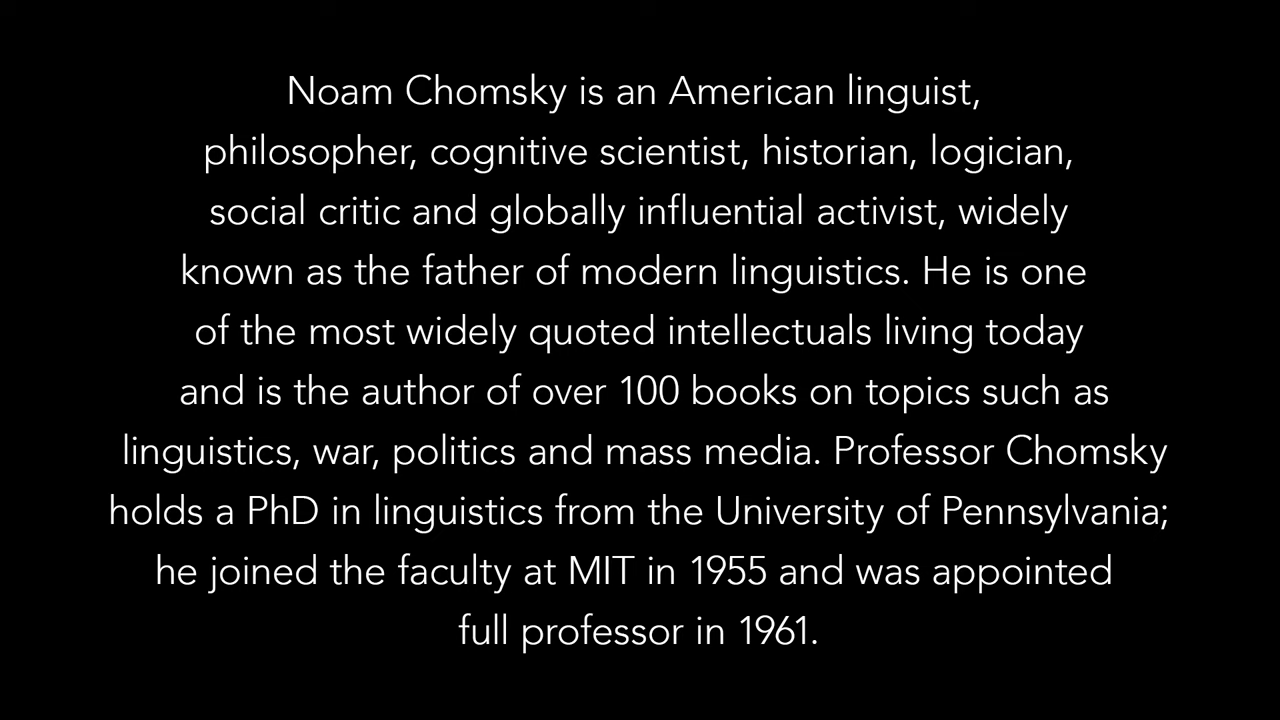 Noam Chomsky is an American linguist,
philosopher, cognitive scientist, historian, logician,
social critic and globally influential activist, widely
known as the father of modern linguistics. He is one
of the most widely quoted intellectuals living today
and is the author of over 100 books on topics such as
linguistics, war, politics and mass media. Professor Chomsky
holds a PhD in linguistics from the University of Pennsylvania;
he joined the faculty at MIT in 1955 and was appointed
full professor in 1961.